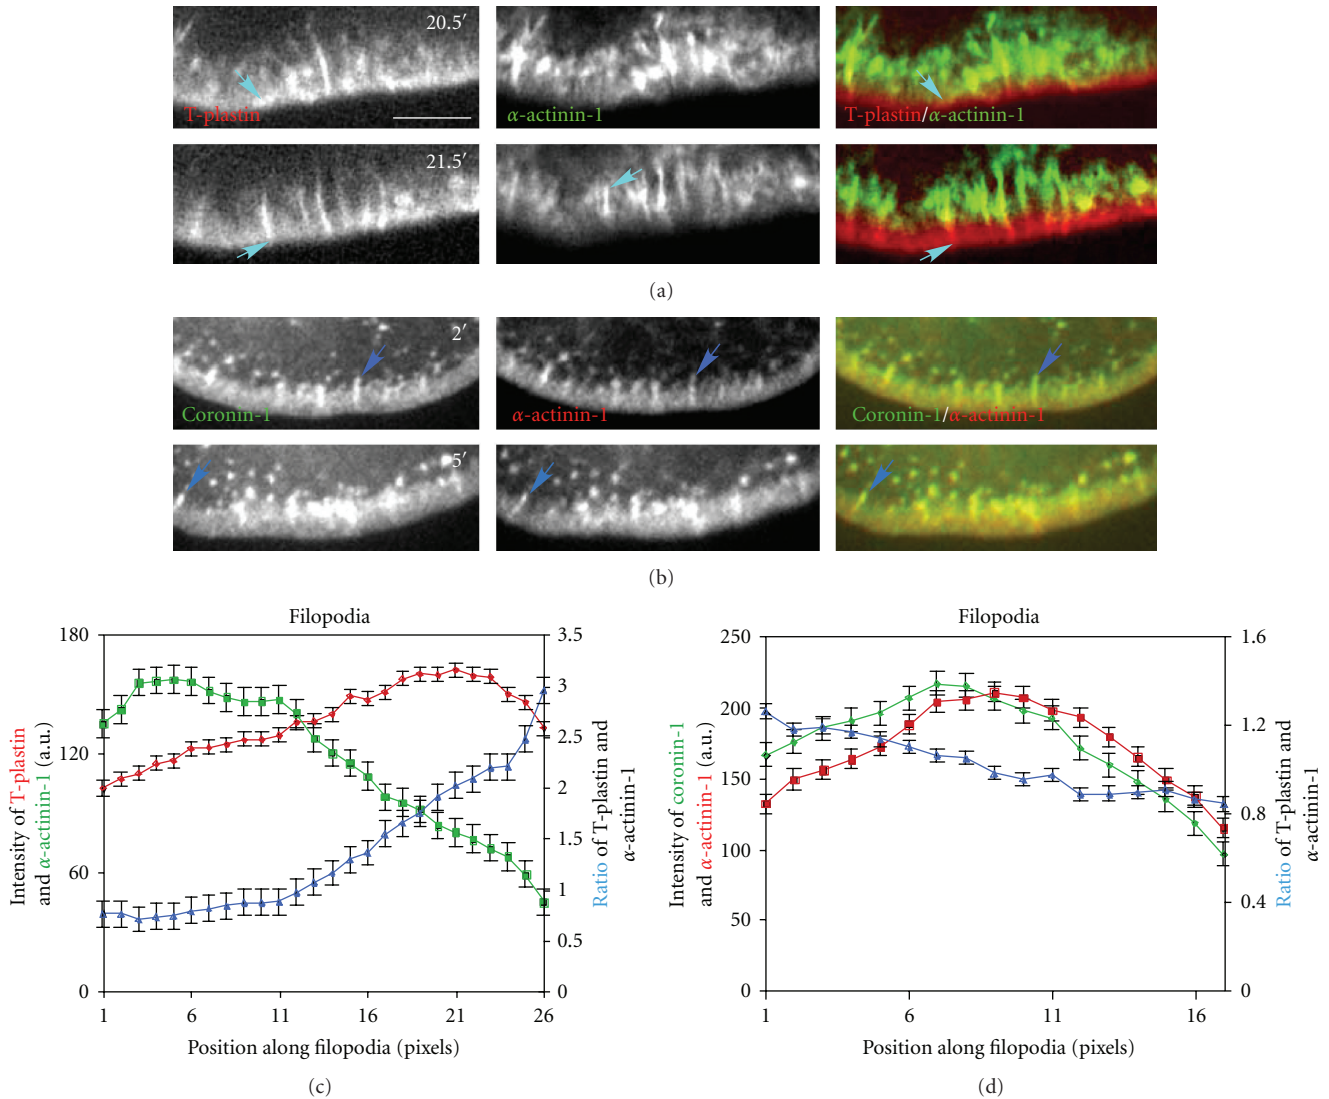 20.5′
T-plastin
α-actinin-1
T-plastin/α-actinin-1
21.5′
(a)
2′
Coronin-1
α-actinin-1
Coronin-1/α-actinin-1
5′
(b)
Filopodia
180
120
60
0
3.5
3
2.5
2
1.5
1
0.5
0
1
6
11
16
21
26
Intensity of T-plastin
and α-actinin-1 (a.u.)
Ratio of T-plastin and
α-actinin-1
Position along filopodia (pixels)
(c)
Filopodia
250
200
150
100
50
0
1.6
1.2
0.8
0.4
0
1
6
11
16
Intensity of coronin-1
and α-actinin-1 (a.u.)
Ratio of T-plastin and
α-actinin-1
Position along filopodia (pixels)
(d)